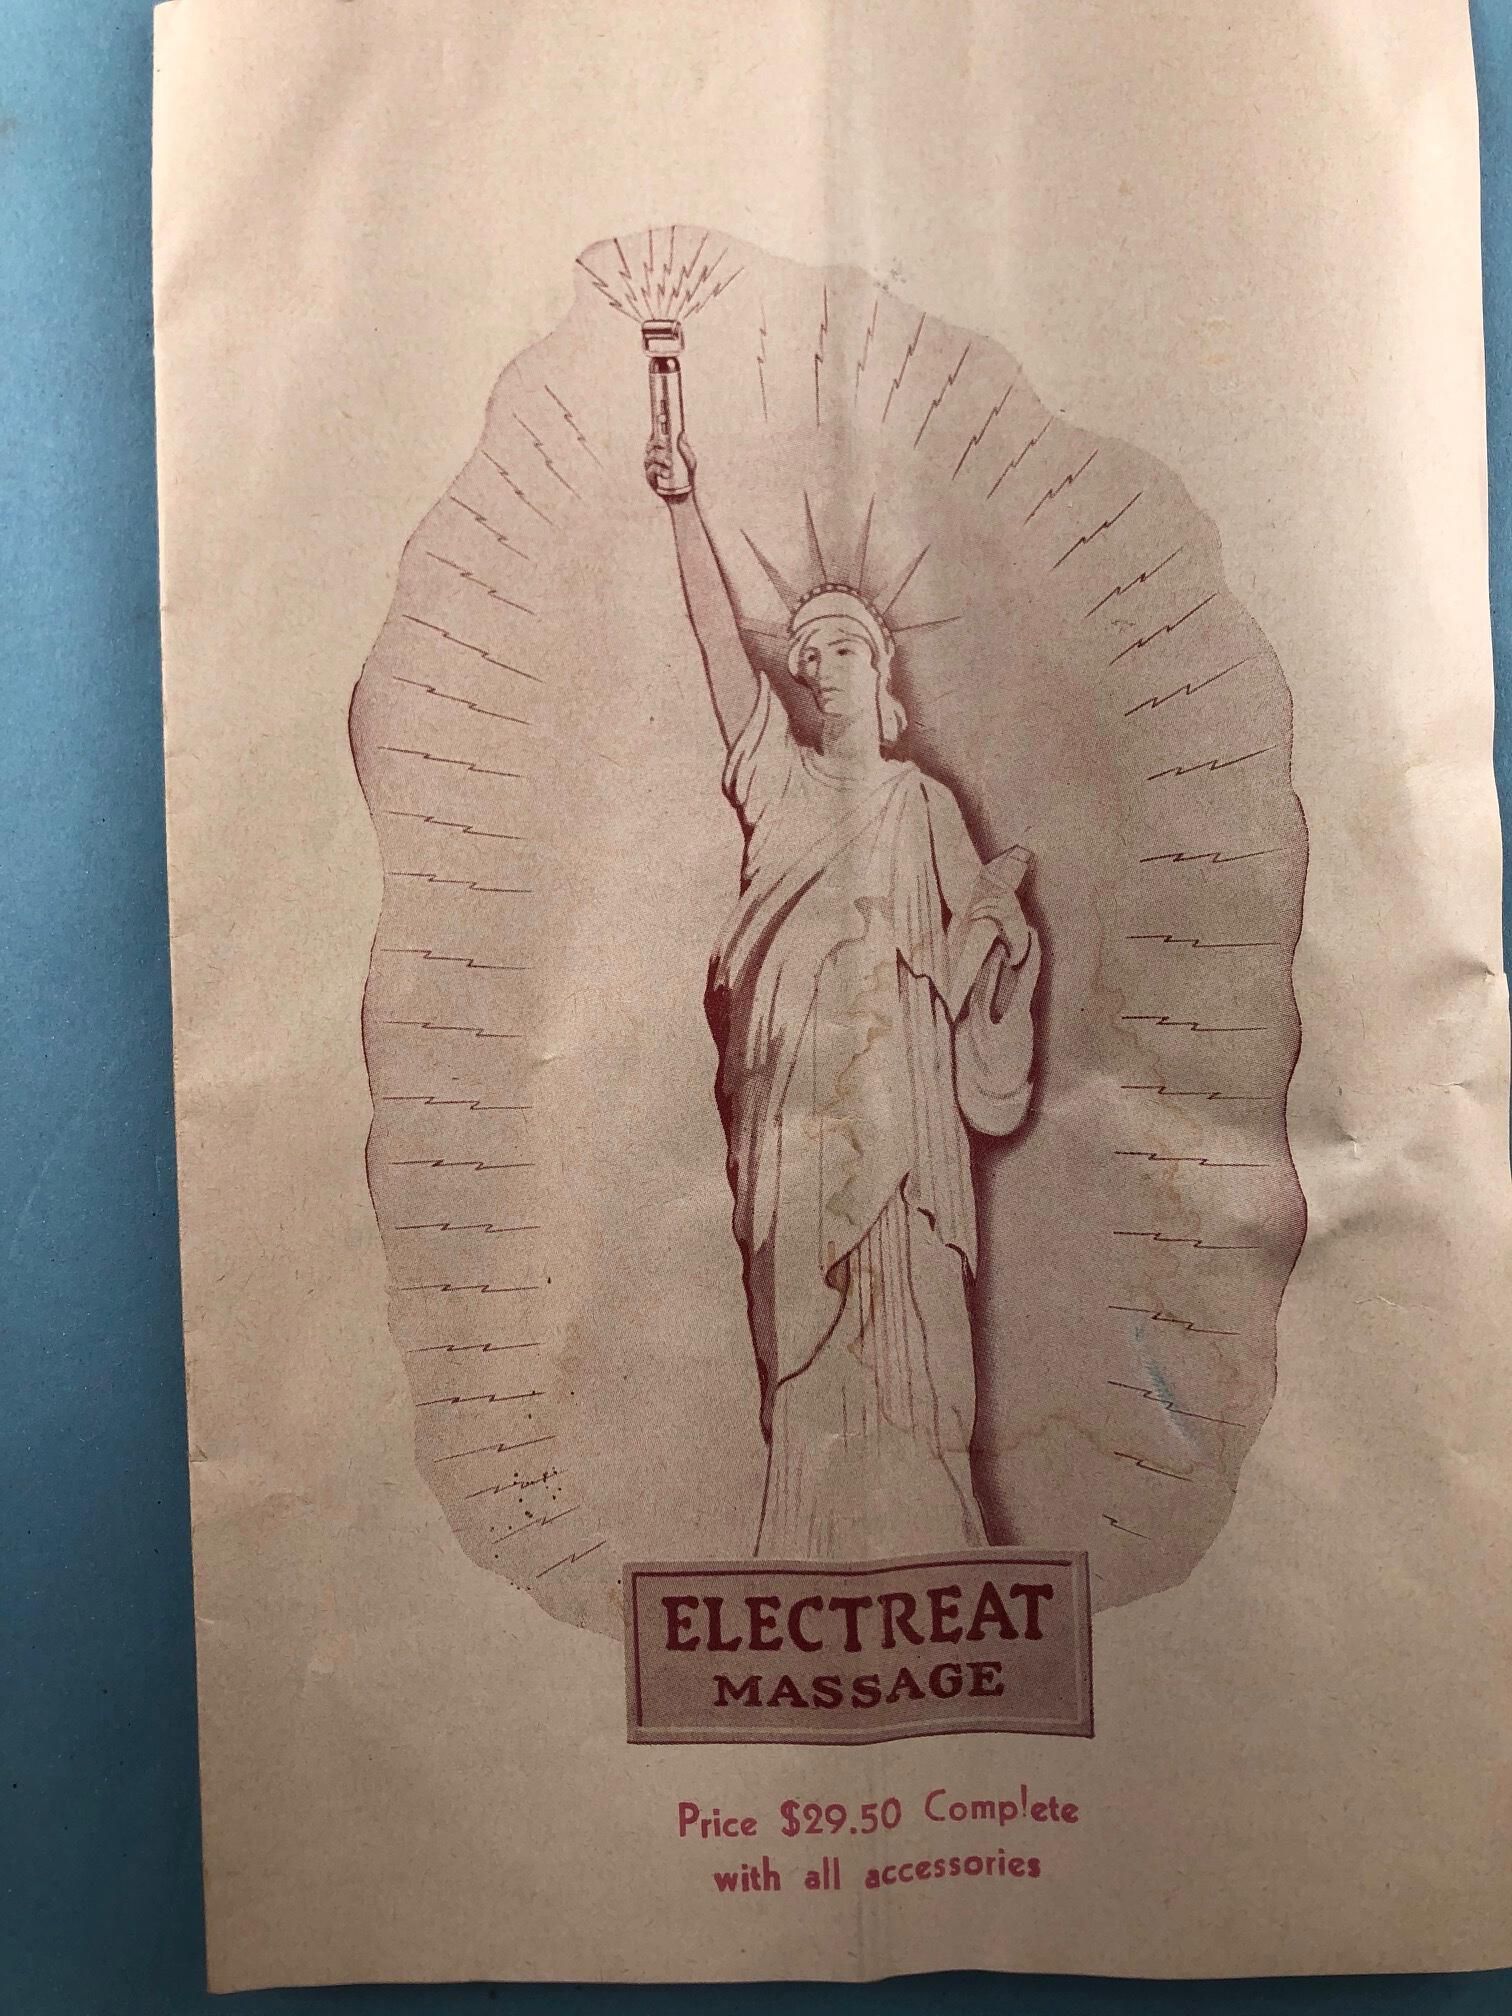 ELECTREAT
MASSAGE
Price $29.50 Complete
with all accessories